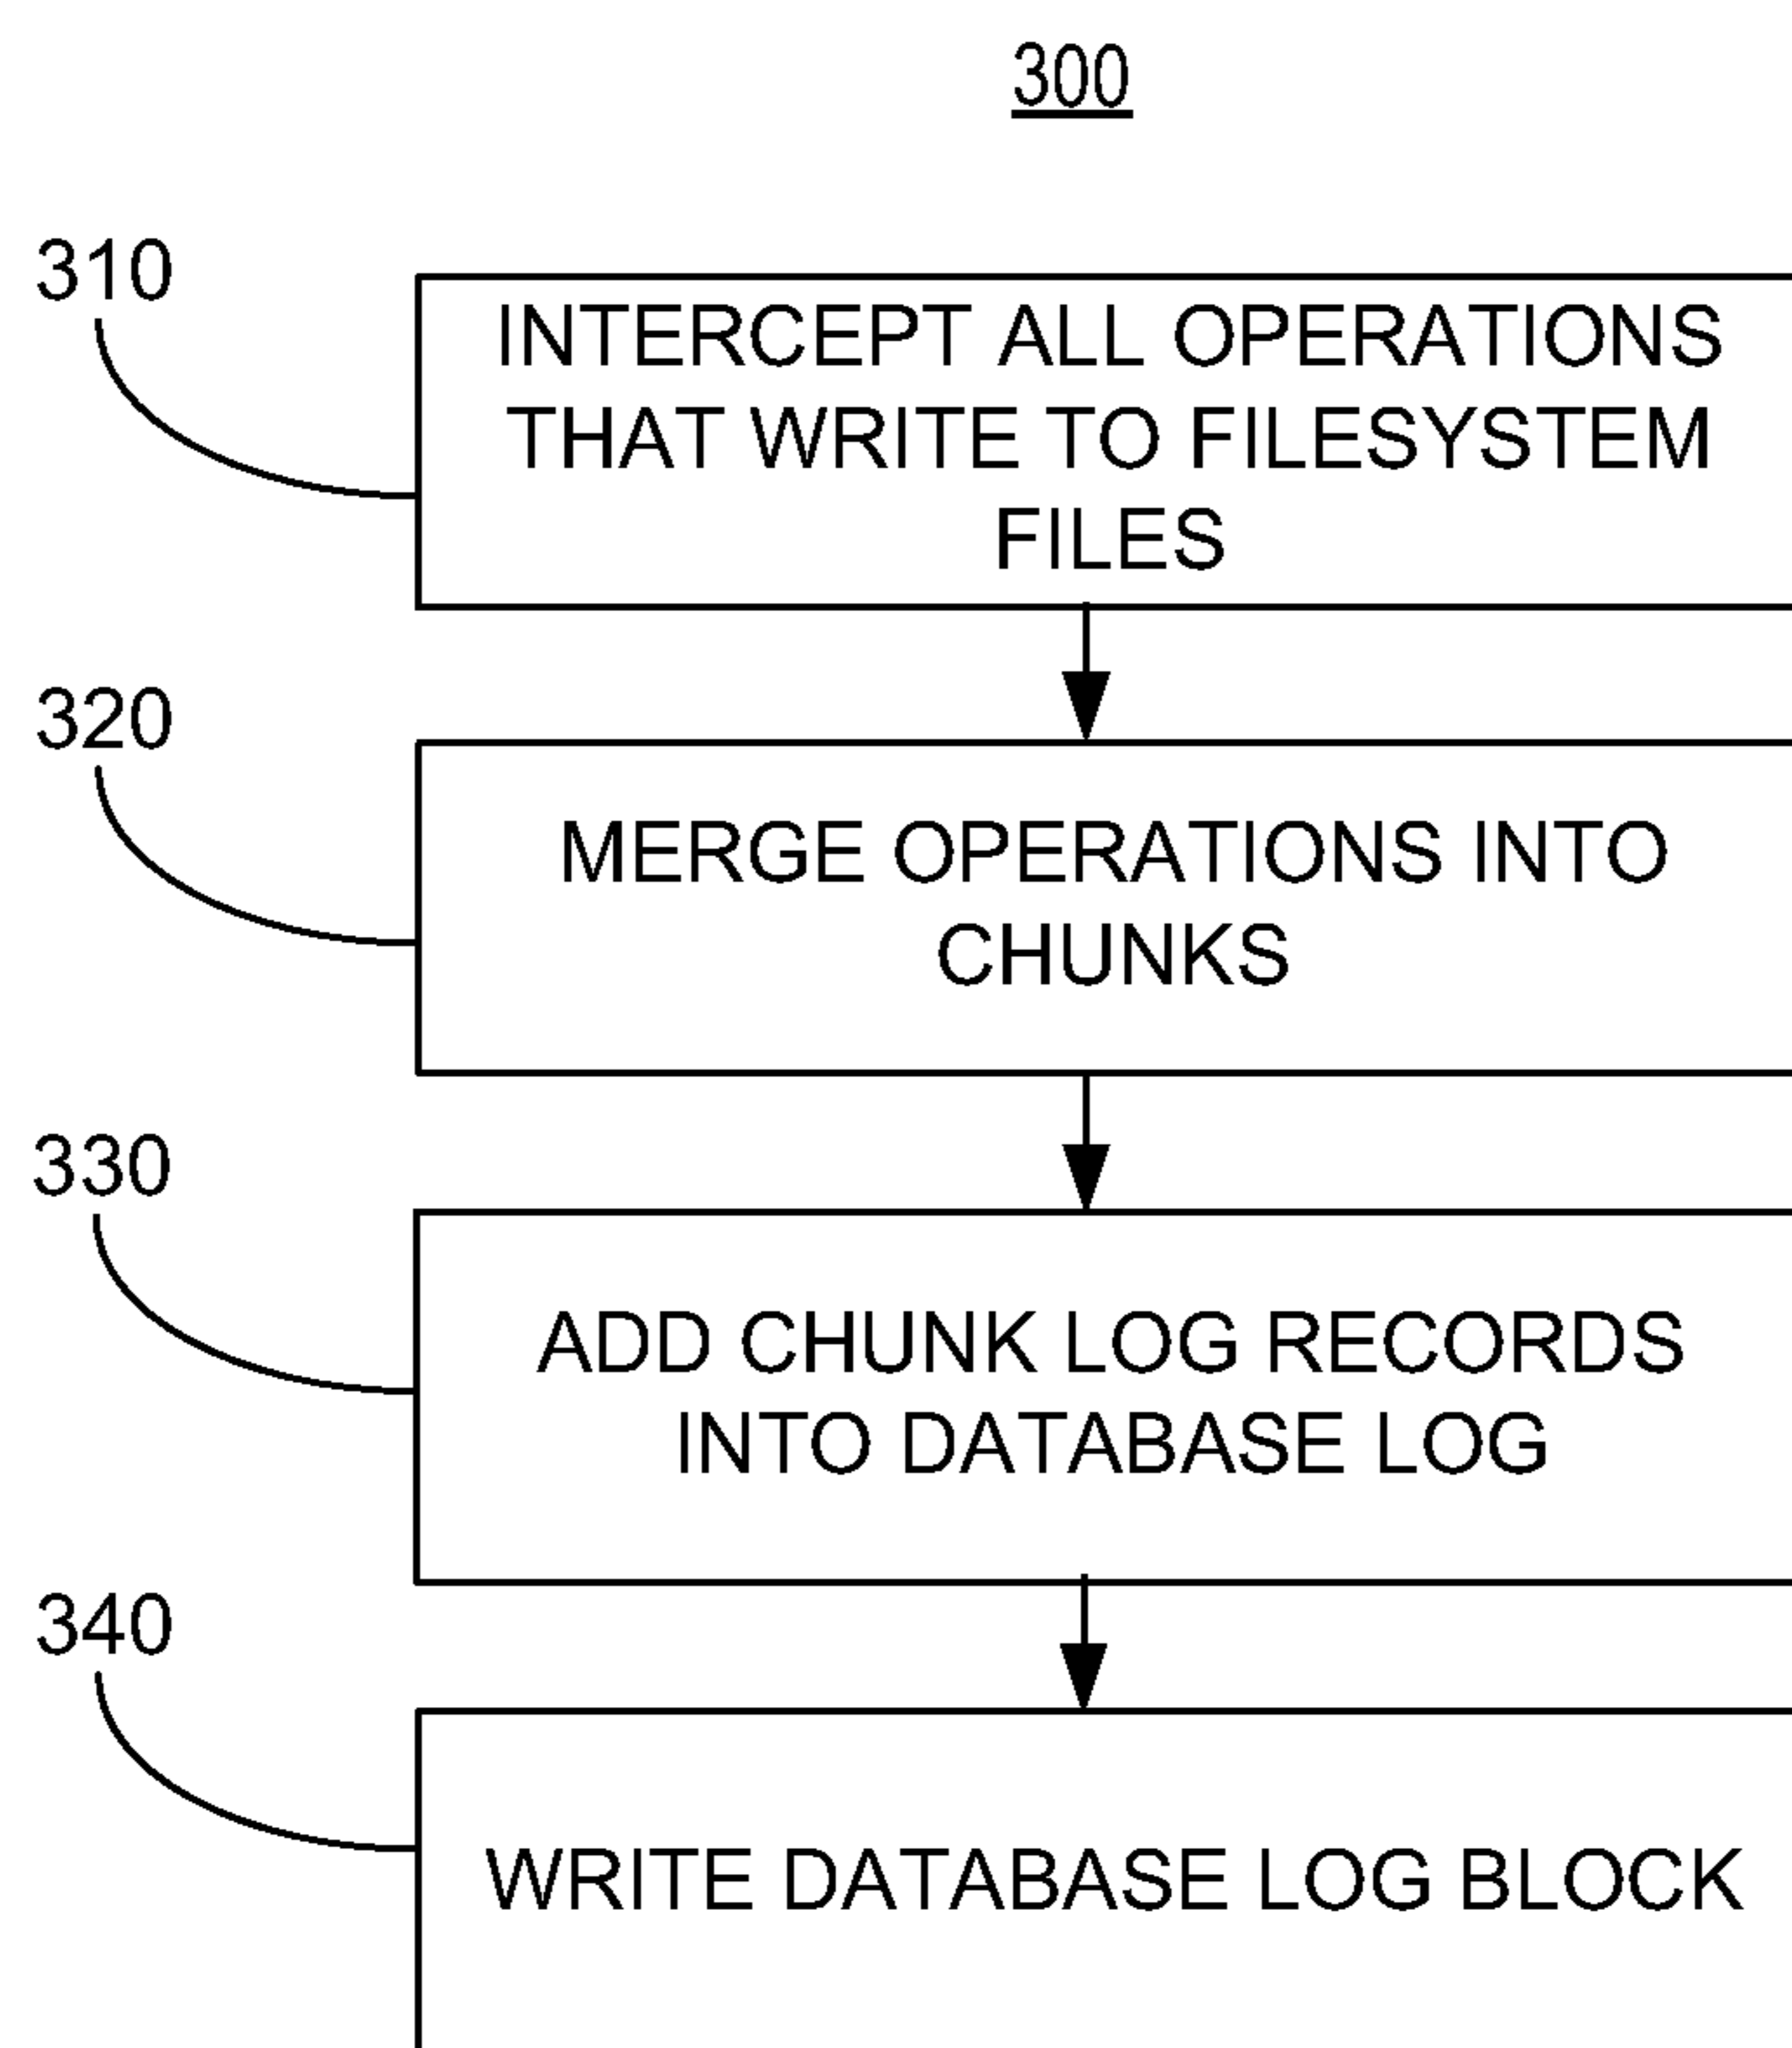 300
310
INTERCEPT ALL OPERATIONS
THAT WRITE TO FILESYSTEM
FILES
320
MERGE OPERATIONS INTO
CHUNKS
330
ADD CHUNK LOG RECORDS
INTO DATABASE LOG
340
WRITE DATABASE LOG BLOCK